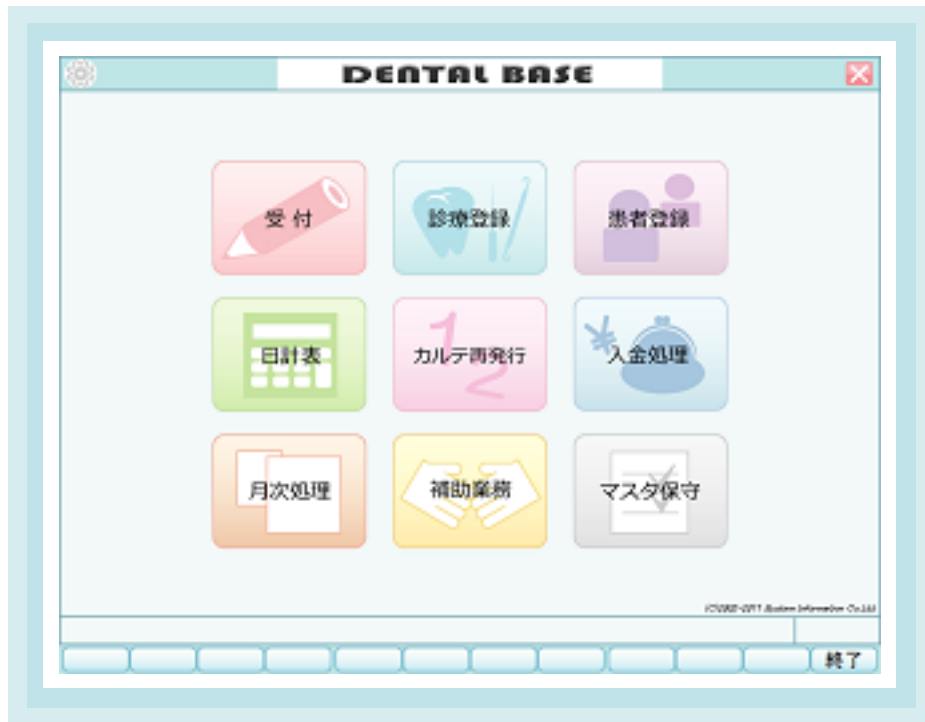 DENTAL BASE
受付
診療登録
患者登録
日計表
カルテ再発行
入金処理
月次処理
補助業務
マスタ保守
終了